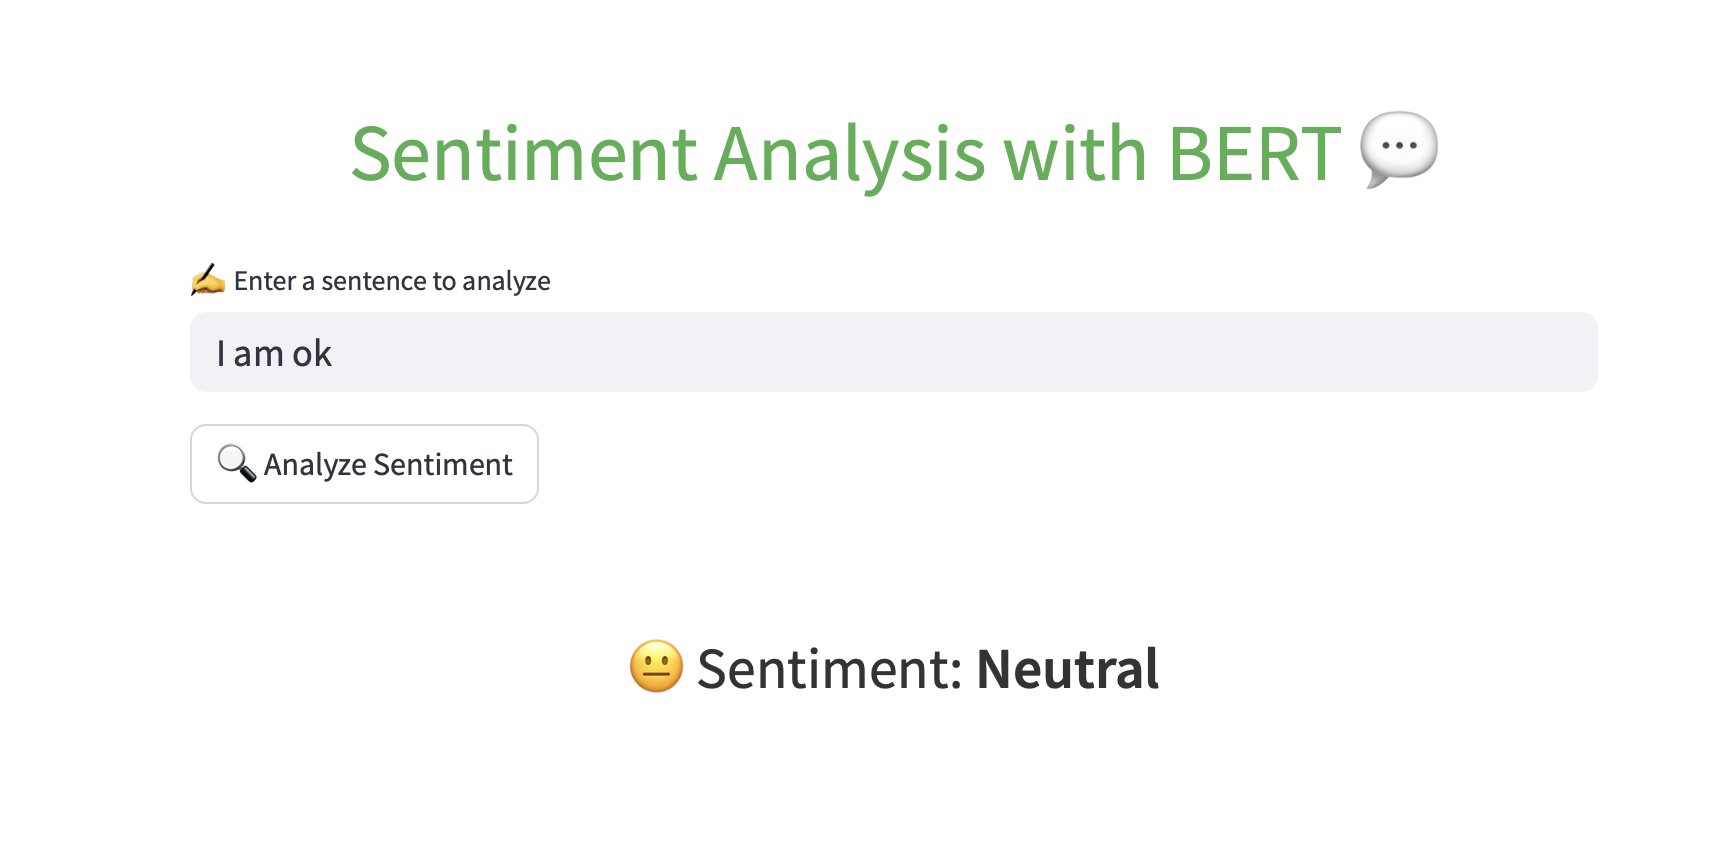 Sentiment Analysis with BERT 💬
✍️ Enter a sentence to analyze
I am ok
🔍 Analyze Sentiment
😐 Sentiment: Neutral